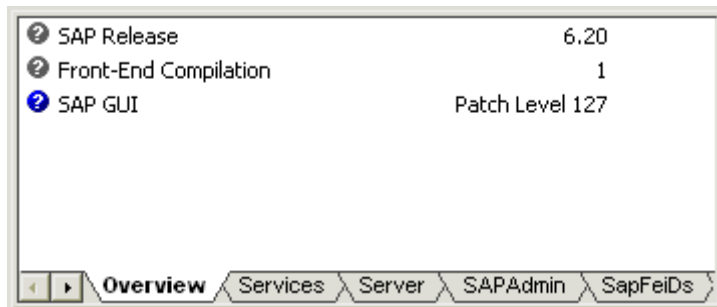 SAP Release 6.20
Front-End Compilation 1
SAP GUI Patch Level 127
Overview Services Server SAPAdmin SapFeiDs